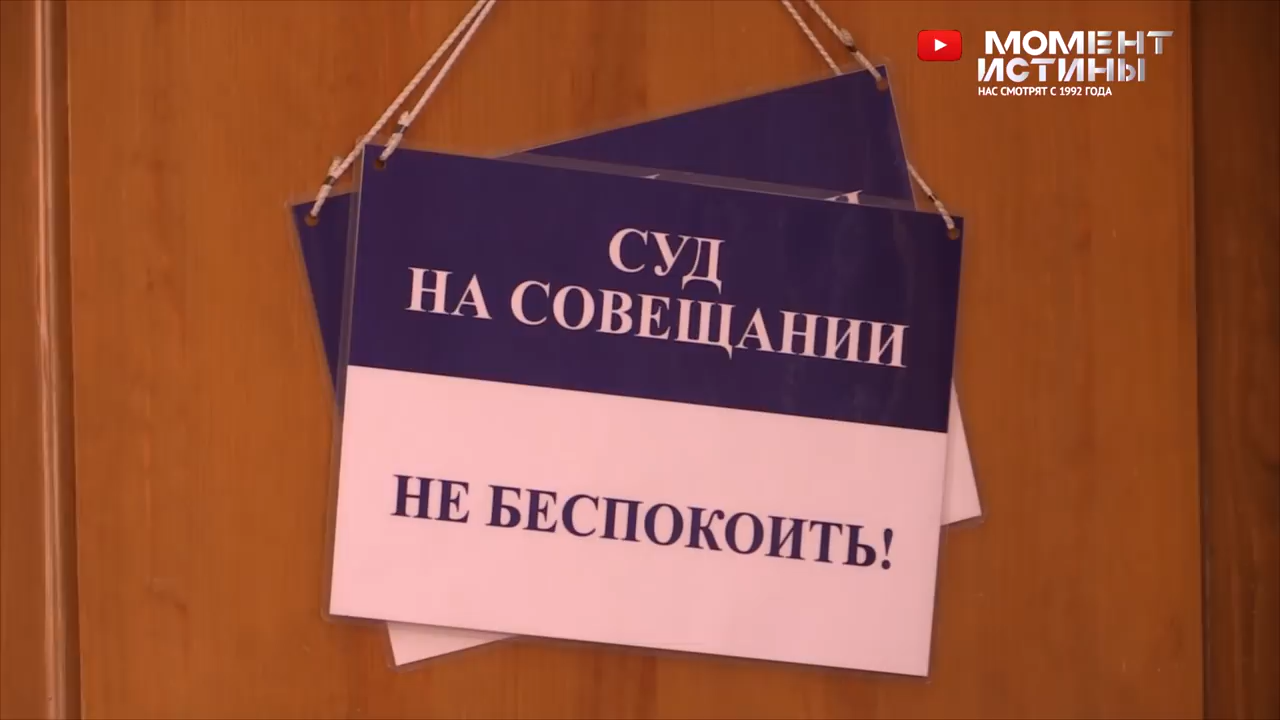 МОМЕНТ
ИСТИНЫ
НАС СМОТРЯТ С 1992 ГОДА
СУД
НА СОВЕЩАНИИ
НЕ БЕСПОКОИТЬ!